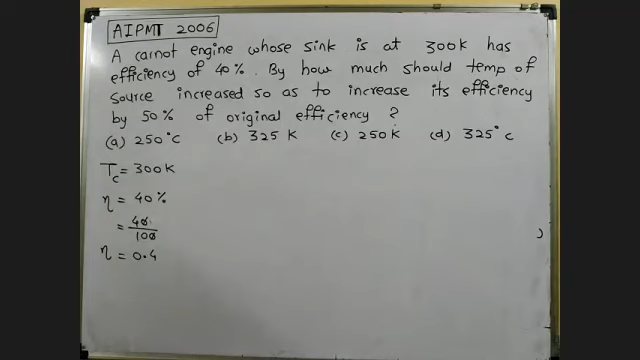 AIPMT 2006
A carnot engine whose sink is at 300K has
efficiency of 40%. By how much should temp of
source increased so as to increase its efficiency
by 50% of original efficiency ?
(a) 250°C (b) 325 K (c) 250K (d) 325°C
Tc = 300K
η = 40%
= 40/100
η = 0.4